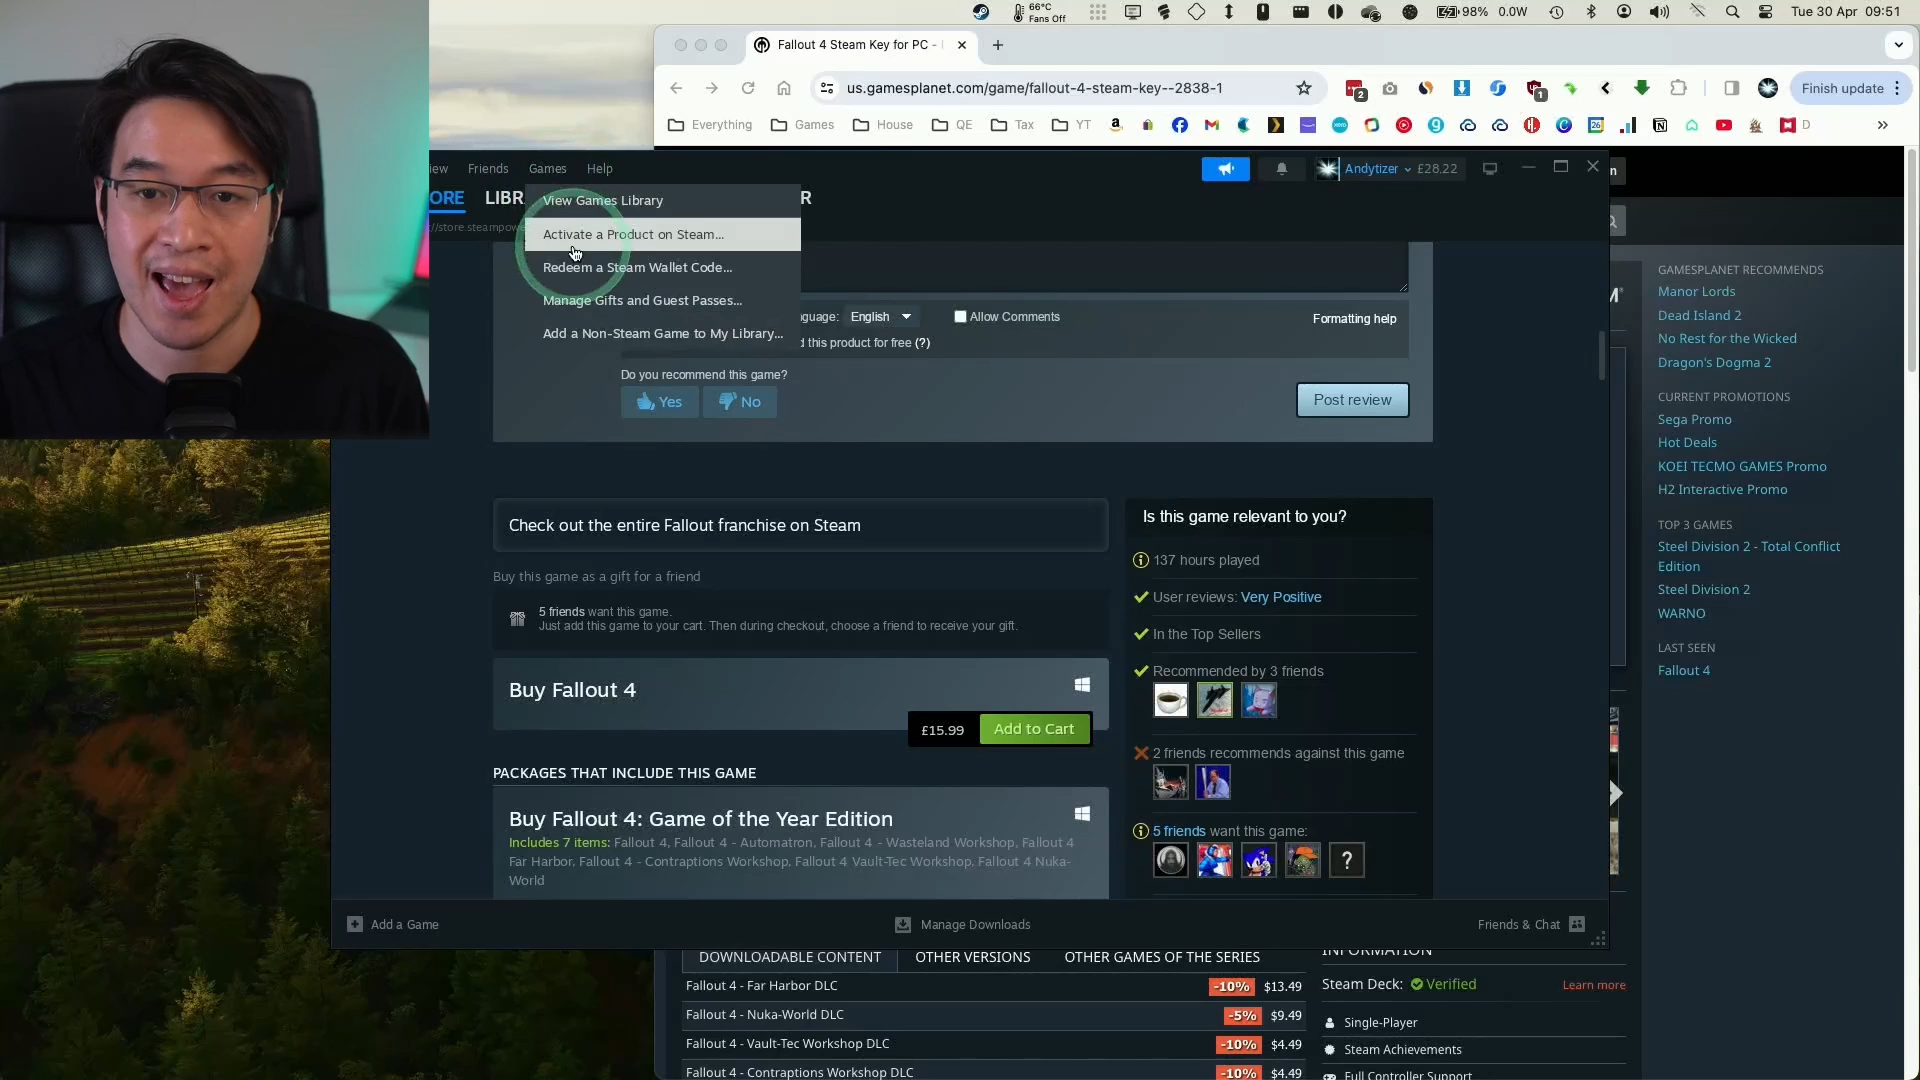 66°C
Fans Off
98%
0.0W
Tue 30 Apr 09:51
Fallout 4 Steam Key for PC -
us.gamesplanet.com/game/fallout-4-steam-key--2838-1
2
1
Finish update
Everything
Games
House
QE
Tax
YT
D
iew
Friends
Games
Help
Andytizer
£28.22
ORE
LIBR
R
://store.steampowe
View Games Library
Activate a Product on Steam...
Redeem a Steam Wallet Code...
Manage Gifts and Guest Passes...
Add a Non-Steam Game to My Library...
nguage:
English
Allow Comments
Formatting help
d this product for free (?)
Do you recommend this game?
Yes
No
Post review
Check out the entire Fallout franchise on Steam
Buy this game as a gift for a friend
5 friends want this game.
Just add this game to your cart. Then during checkout, choose a friend to receive your gift.
Buy Fallout 4
£15.99
Add to Cart
PACKAGES THAT INCLUDE THIS GAME
Buy Fallout 4: Game of the Year Edition
Includes 7 items: Fallout 4, Fallout 4 - Automatron, Fallout 4 - Wasteland Workshop, Fallout 4
Far Harbor, Fallout 4 - Contraptions Workshop, Fallout 4 Vault-Tec Workshop, Fallout 4 Nuka-
World
Is this game relevant to you?
137 hours played
User reviews: Very Positive
In the Top Sellers
Recommended by 3 friends
2 friends recommends against this game
5 friends want this game:
?
Add a Game
Manage Downloads
Friends & Chat
n
GAMESPLANET RECOMMENDS
Manor Lords
Dead Island 2
No Rest for the Wicked
Dragon's Dogma 2
CURRENT PROMOTIONS
Sega Promo
Hot Deals
KOEI TECMO GAMES Promo
H2 Interactive Promo
TOP 3 GAMES
Steel Division 2 - Total Conflict
Edition
Steel Division 2
WARNO
LAST SEEN
Fallout 4
DOWNLOADABLE CONTENT
OTHER VERSIONS
OTHER GAMES OF THE SERIES
Fallout 4 - Far Harbor DLC
-10%
$13.49
Fallout 4 - Nuka-World DLC
-5%
$9.49
Fallout 4 - Vault-Tec Workshop DLC
-10%
$4.49
Fallout 4 - Contraptions Workshop DLC
-10%
$4.49
INFORMATION
Steam Deck: Verified
Learn more
Single-Player
Steam Achievements
Full Controller Support